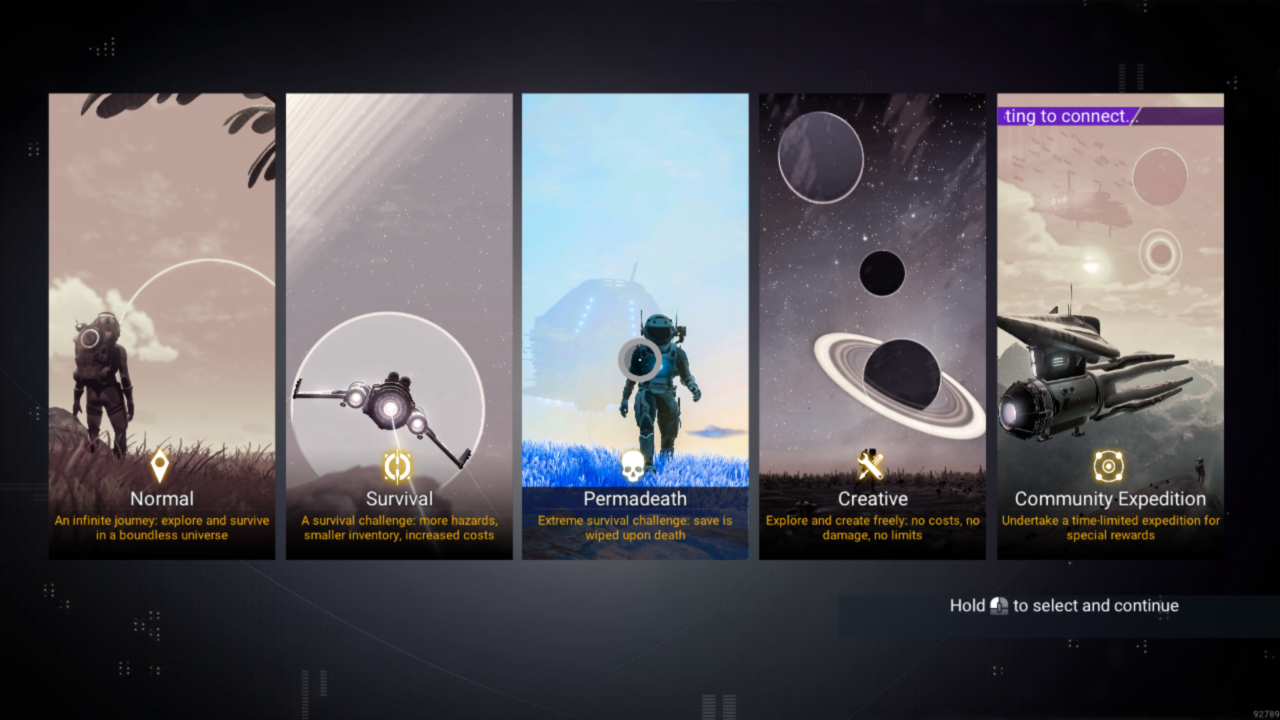 ting to connect...
Normal
An infinite journey: explore and survive
in a boundless universe
Survival
A survival challenge: more hazards,
smaller inventory, increased costs
Permadeath
Extreme survival challenge: save is
wiped upon death
Creative
Explore and create freely: no costs, no
damage, no limits
Community Expedition
Undertake a time-limited expedition for
special rewards
Hold to select and continue
92789